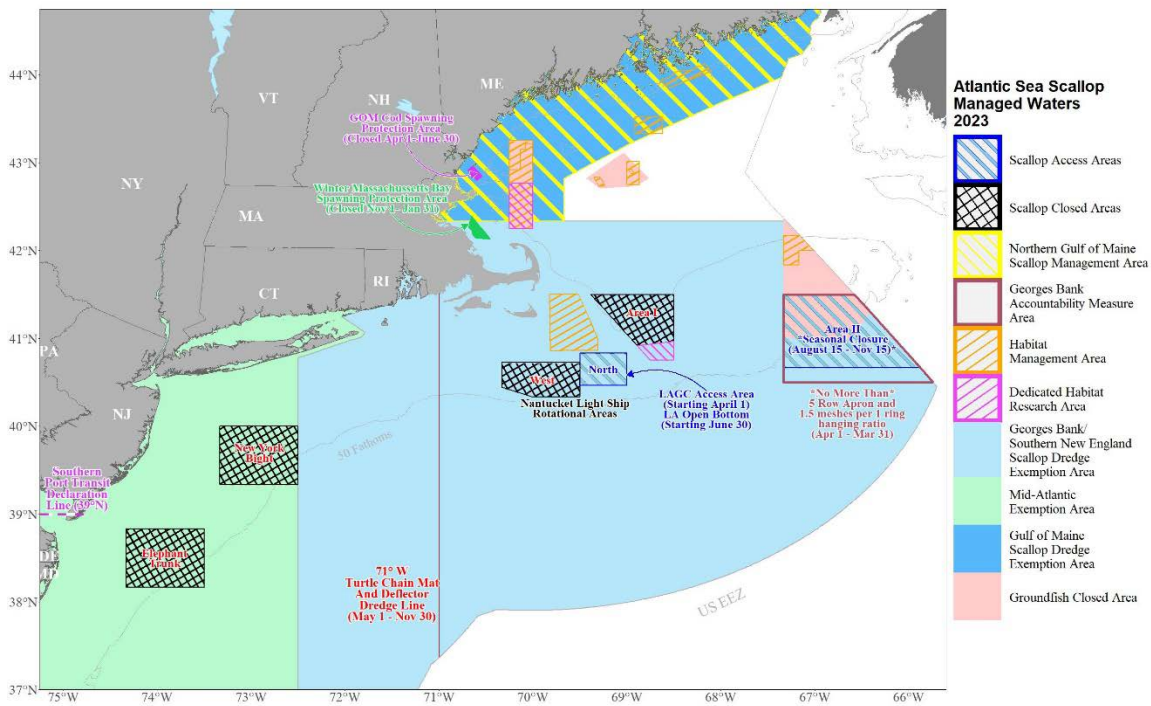 44°N
43°N
42°N
41°N
40°N
39°N
38°N
37°N
75°W
74°W
73°W
72°W
71°W
70°W
69°W
68°W
67°W
66°W
VT
NH
ME
NY
MA
CT
RI
PA
NJ
DE
GOM Cod Spawning
Protection Area
(Closed Apr 1-June 30)
Winter Massachusetts Bay
Spawning Protection Area
(Closed Nov 1-Jan 31)
Area I
North
West
Nantucket Light Ship
Rotational Areas
LAGC Access Area
(Starting April 1)
LA Open Bottom
(Starting June 30)
Area II
*Seasonal Closure
(August 15 - Nov 15)*
*No More Than*
5 Row Apron and
1.5 meshes per 1 ring
hanging ratio
(Apr 1 - Mar 31)
50 Fathoms
New York
Bight
Southern
Port Transit
Declaration
Line (39°N)
Elephant
Trunk
71° W
Turtle Chain Mat
And Deflector
Dredge Line
(May 1 - Nov 30)
US EEZ
Atlantic Sea Scallop
Managed Waters
2023
Scallop Access Areas
Scallop Closed Areas
Northern Gulf of Maine
Scallop Management Area
Georges Bank
Accountability Measure
Area
Habitat
Management Area
Dedicated Habitat
Research Area
Georges Bank/
Southern New England
Scallop Dredge
Exemption Area
Mid-Atlantic
Exemption Area
Gulf of Maine
Scallop Dredge
Exemption Area
Groundfish Closed Area